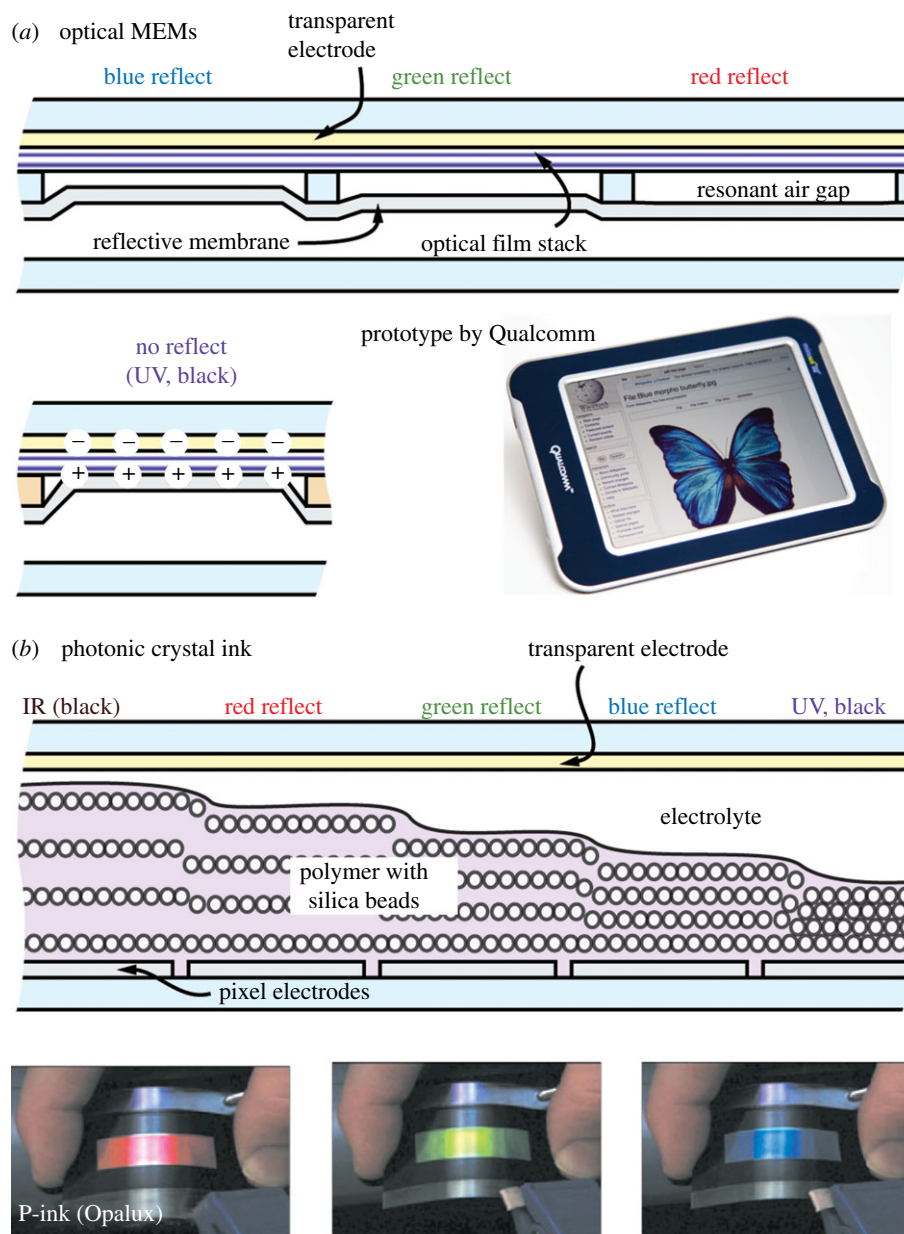 (a) optical MEMs
transparent
electrode
blue reflect
green reflect
red reflect
resonant air gap
reflective membrane
optical film stack
no reflect
(UV, black)
prototype by Qualcomm
− − − − −
+ + + + +
WIKIPEDIA
File:Blue morpho butterfly.jpg
QUALCOMM
(b) photonic crystal ink
transparent electrode
IR (black)
red reflect
green reflect
blue reflect
UV, black
electrolyte
polymer with
silica beads
pixel electrodes
P-ink (Opalux)